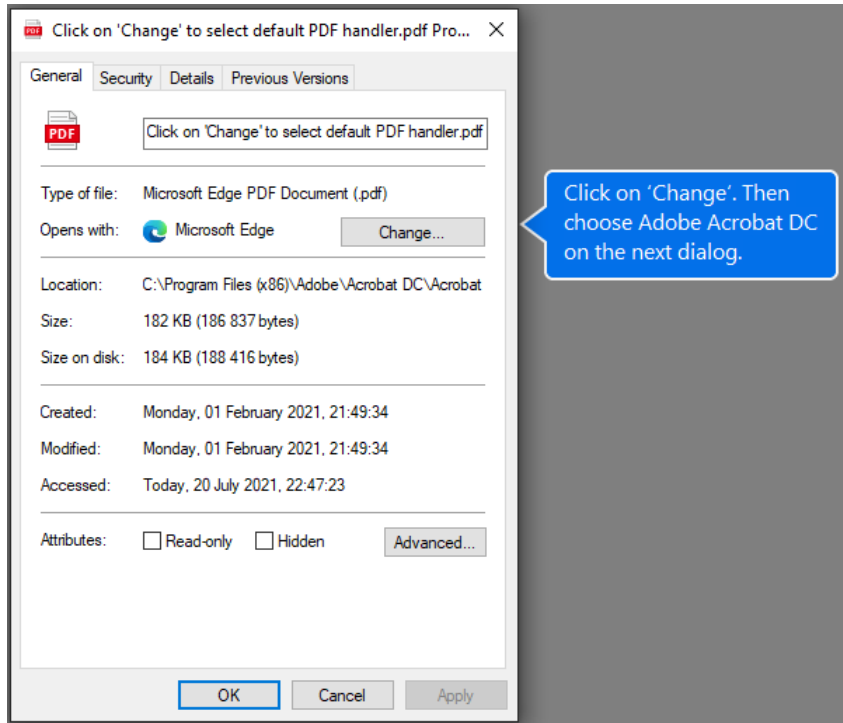 Click on 'Change' to select default PDF handler.pdf Pro...
General Security Details Previous Versions
PDF
Click on 'Change' to select default PDF handler.pdf
Type of file: Microsoft Edge PDF Document (.pdf)
Opens with: Microsoft Edge Change...
Click on ‘Change’. Then
choose Adobe Acrobat DC
on the next dialog.
Location: C:\Program Files (x86)\Adobe\Acrobat DC\Acrobat
Size: 182 KB (186 837 bytes)
Size on disk: 184 KB (188 416 bytes)
Created: Monday, 01 February 2021, 21:49:34
Modified: Monday, 01 February 2021, 21:49:34
Accessed: Today, 20 July 2021, 22:47:23
Attributes: Read-only Hidden Advanced...
OK Cancel Apply